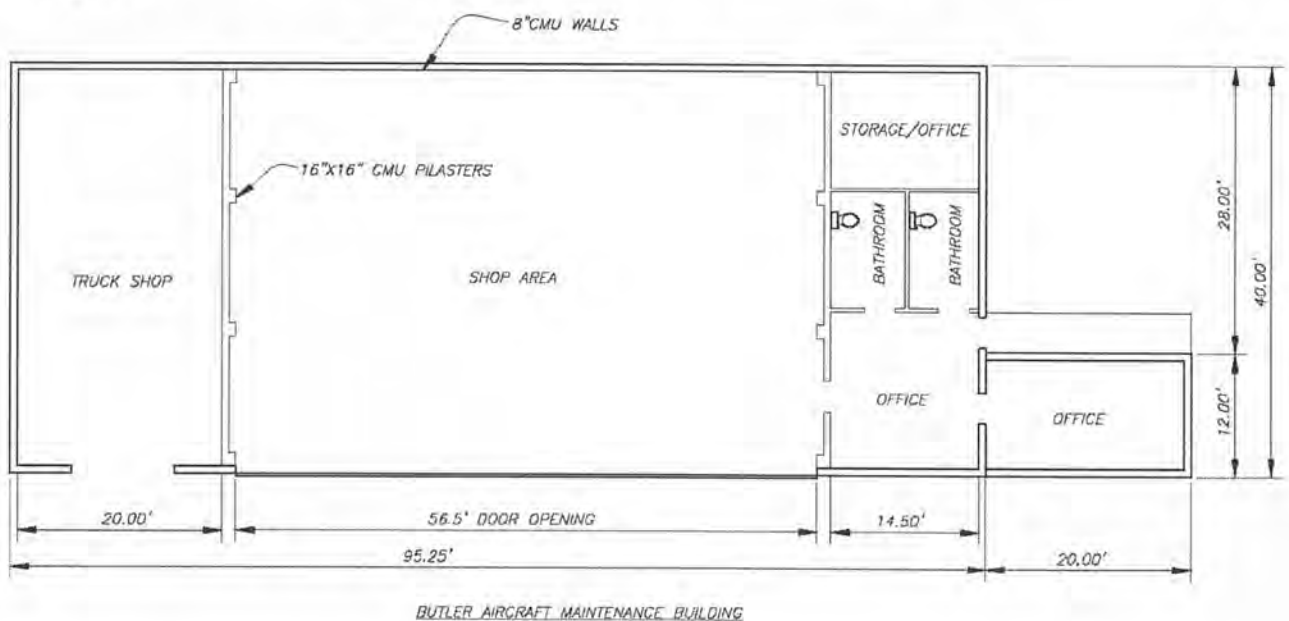 8"CMU WALLS
STORAGE/OFFICE
16"X16" CMU PILASTERS
28.00'
BATHROOM
BATHROOM
40.00'
TRUCK SHOP
SHOP AREA
OFFICE
OFFICE
12.00'
20.00'
56.5' DOOR OPENING
14.50'
95.25'
20.00'
BUTLER AIRCRAFT MAINTENANCE BUILDING